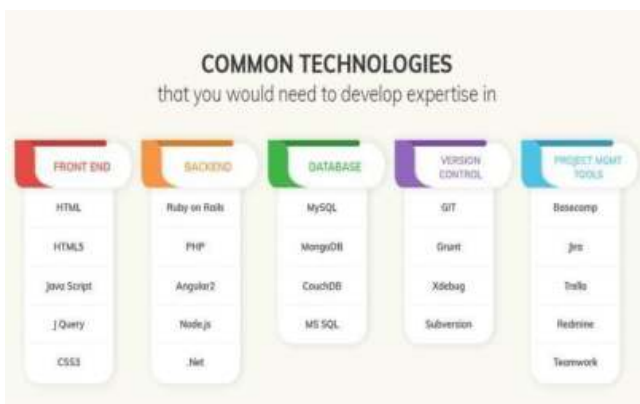 COMMON TECHNOLOGIES
that you would need to develop expertise in
FRONT END
HTML
HTML5
Java Script
J Query
CSS3
BACKEND
Ruby on Rails
PHP
Angular2
Node.js
.Net
DATABASE
MySQL
MongoDB
CouchDB
MS SQL
VERSION
CONTROL
GIT
Grunt
Xdebug
Subversion
PROJECT MGMT
TOOLS
Basecamp
Jira
Trello
Redmine
Teamwork